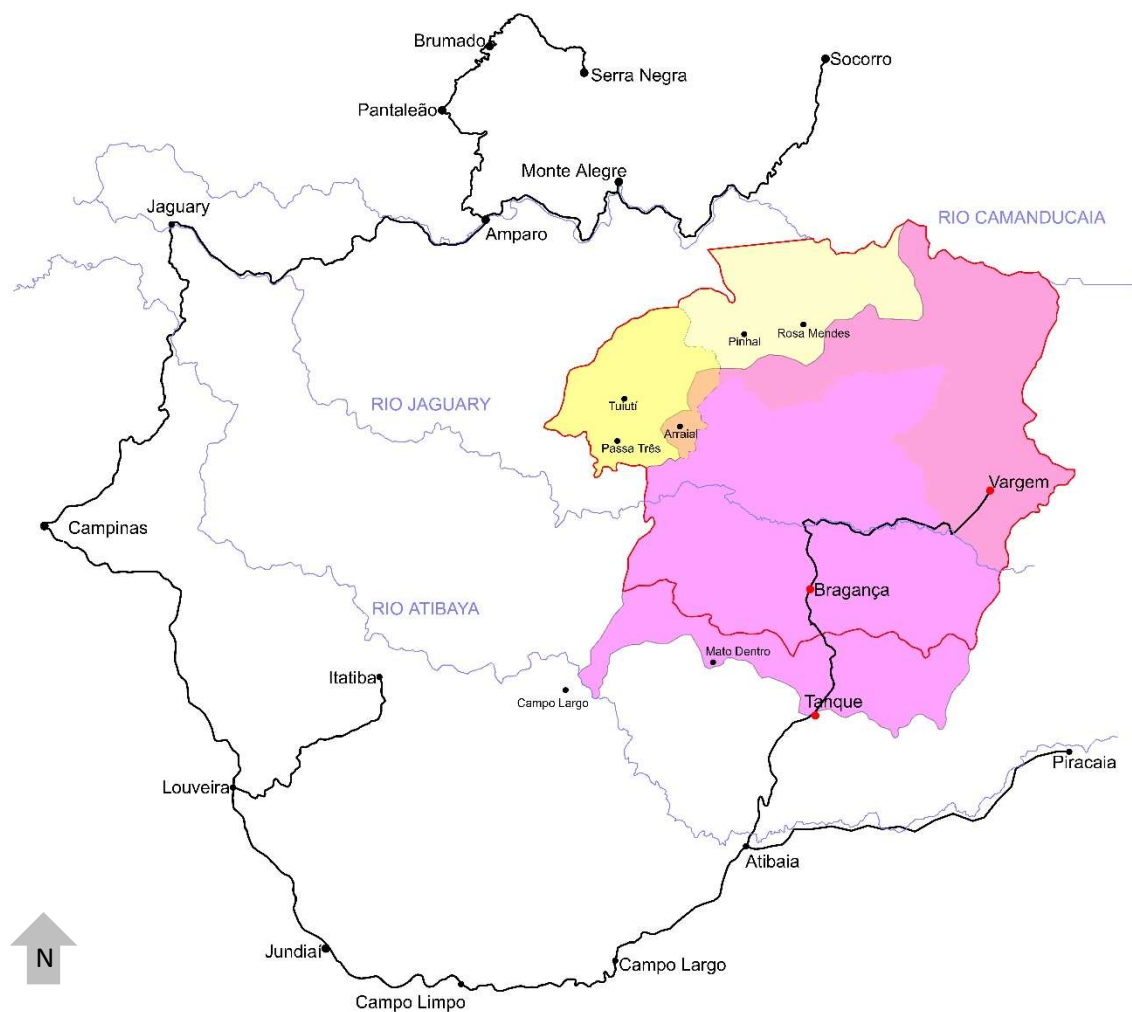 Brumado
Serra Negra
Socorro
Pantaleão
Monte Alegre
Jaguary
Amparo
RIO CAMANDUCAIA
Pinhal
Rosa Mendes
RIO JAGUARY
Tuiutí
Arraial
Passa Três
Vargem
Campinas
Bragança
RIO ATIBAYA
Mato Dentro
Itatiba
Campo Largo
Tanque
Piracaia
Louveira
Atibaia
N
Jundiaí
Campo Largo
Campo Limpo